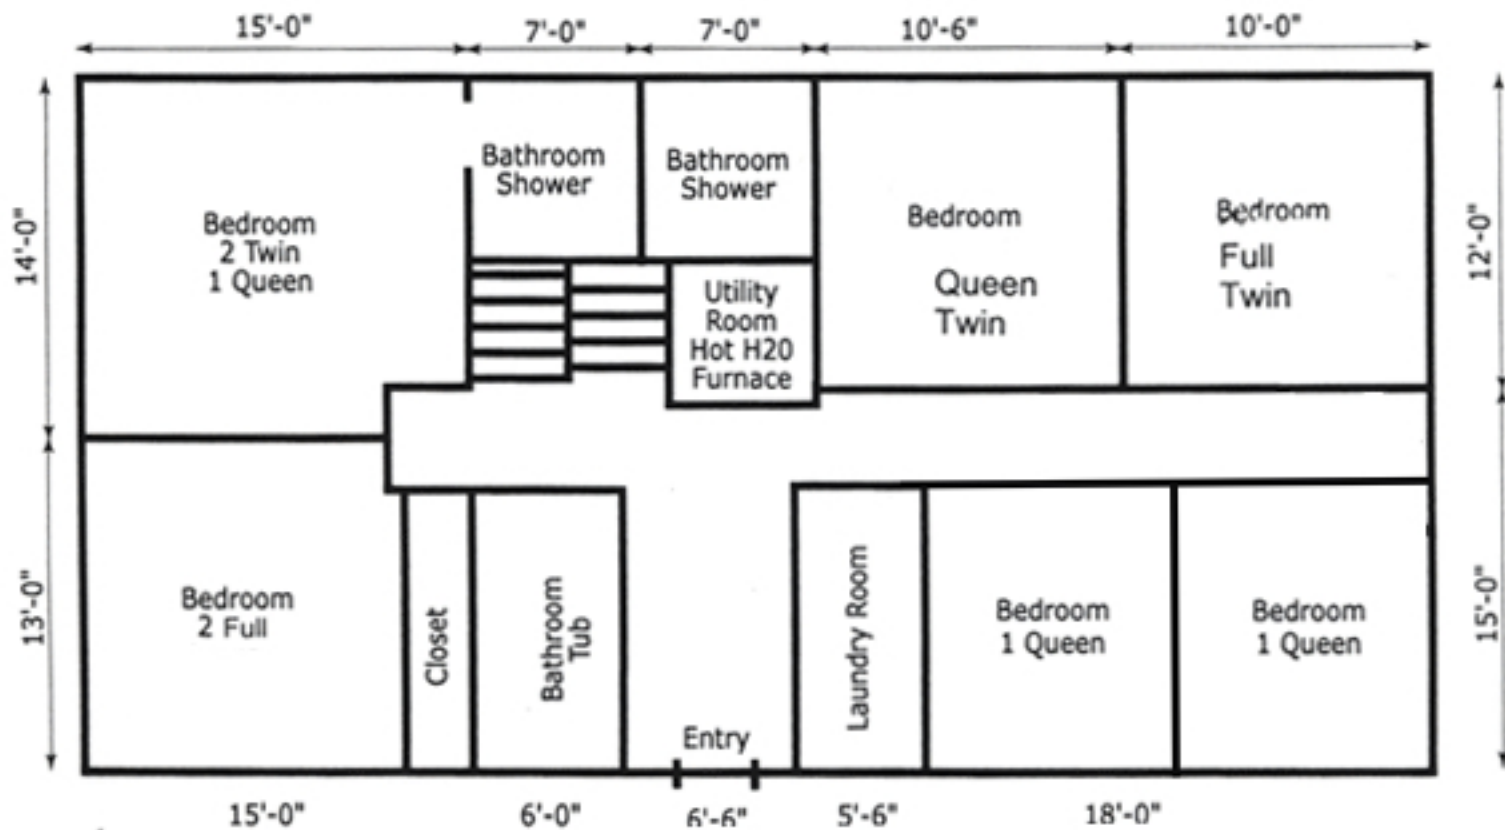 15'-0"
7'-0"
7'-0"
10'-6"
10'-0"
14'-0"
13'-0"
12'-0"
15'-0"
Bedroom
2 Twin
1 Queen
Bathroom
Shower
Bathroom
Shower
Utility
Room
Hot H20
Furnace
Bedroom
Queen
Twin
Bedroom
Full
Twin
Bedroom
2 Full
Closet
Bathroom
Tub
Entry
Laundry Room
Bedroom
1 Queen
Bedroom
1 Queen
15'-0"
6'-0"
6'-6"
5'-6"
18'-0"